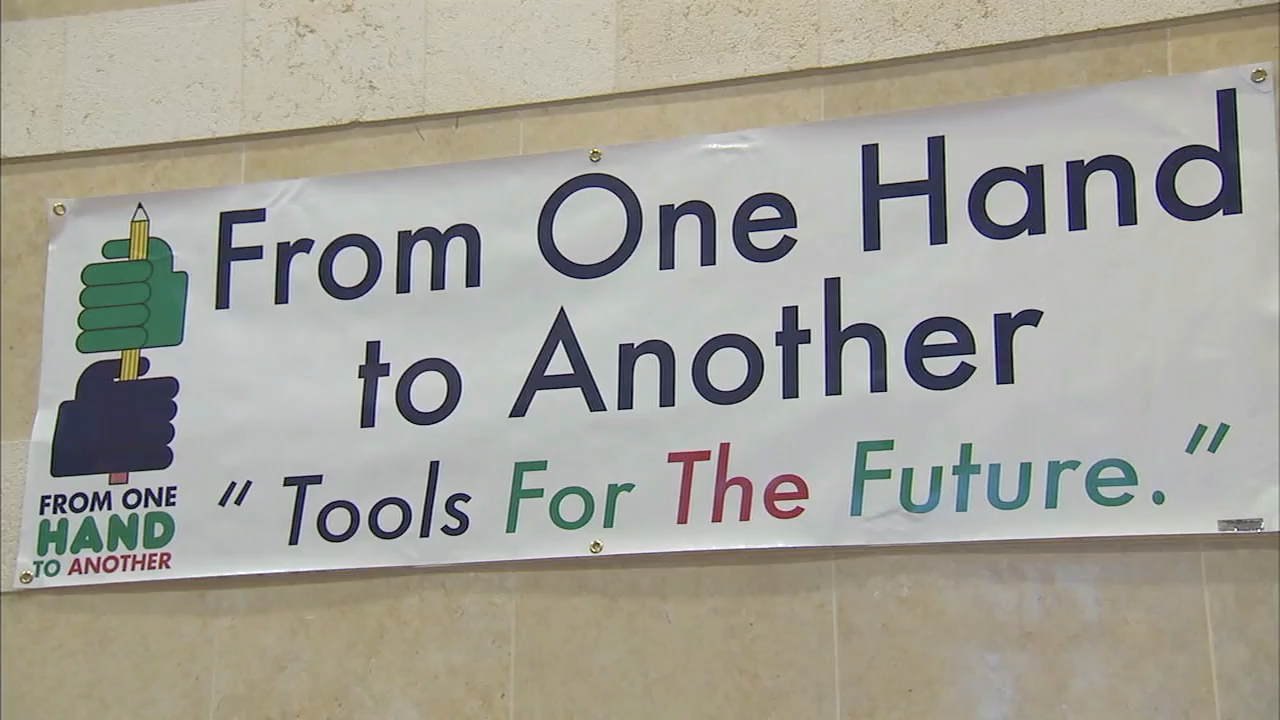 From One Hand
to Another
" Tools For The Future. "
FROM ONE
HAND
TO ANOTHER